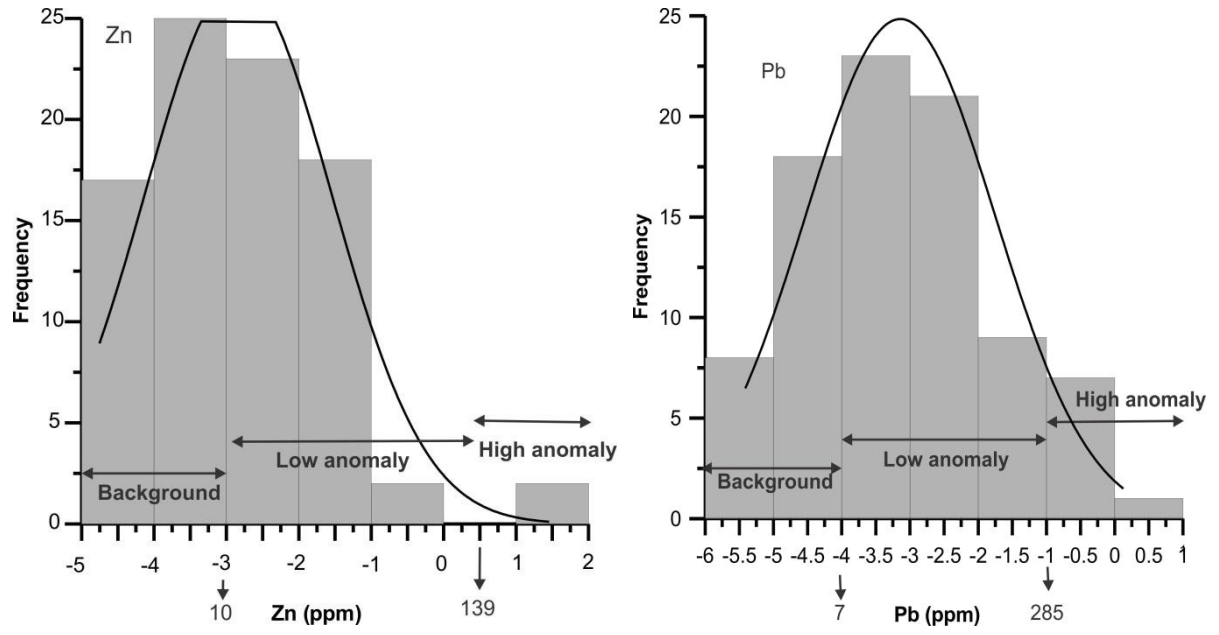 Zn
Frequency
25
20
15
10
5
0
Background
Low anomaly
High anomaly
-5 -4 -3 -2 -1 0 1 2
10 Zn (ppm) 139
Pb
Frequency
25
20
15
10
5
0
Background
Low anomaly
High anomaly
-6 -5.5 -5 -4.5 -4 -3.5 -3 -2.5 -2 -1.5 -1 -0.5 0 0.5 1
7 Pb (ppm) 285